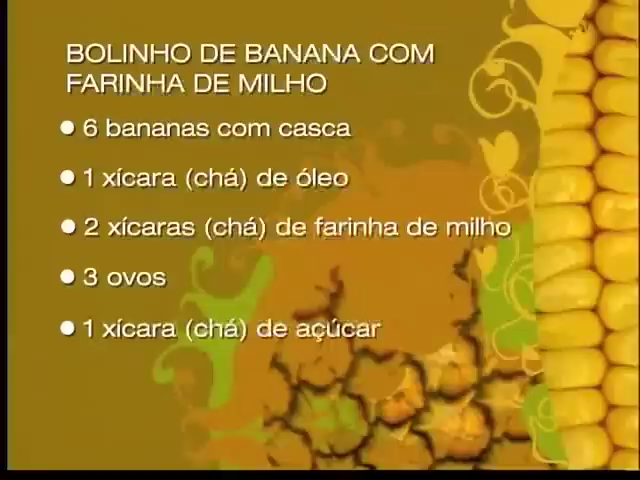 BOLINHO DE BANANA COM
FARINHA DE MILHO
• 6 bananas com casca
• 1 xícara (chá) de óleo
• 2 xícaras (chá) de farinha de milho
• 3 ovos
• 1 xícara (chá) de açúcar